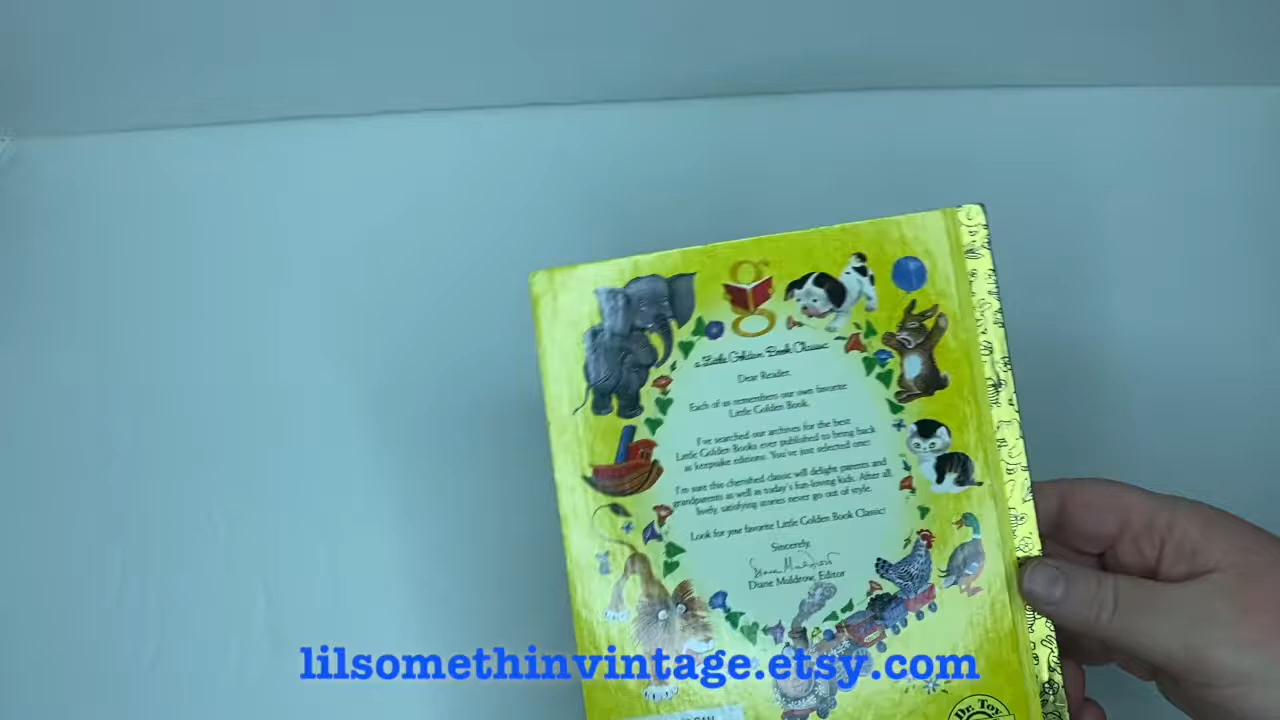 a Little Golden Book Classic
Dear Reader,
Each of us remembers our own favorite
Little Golden Book.
I've searched our archives for the best
Little Golden Books ever published to bring back
as keepsake editions. You've just selected one!
I'm sure this cherished classic will delight parents and
grandparents as well as today's fun-loving kids. After all,
lively, satisfying stories never go out of style.
Look for your favorite Little Golden Book Classic!
Sincerely,
Diane Muldrow
Diane Muldrow, Editor
lilsomethinvintage.etsy.com
Dr. Toy